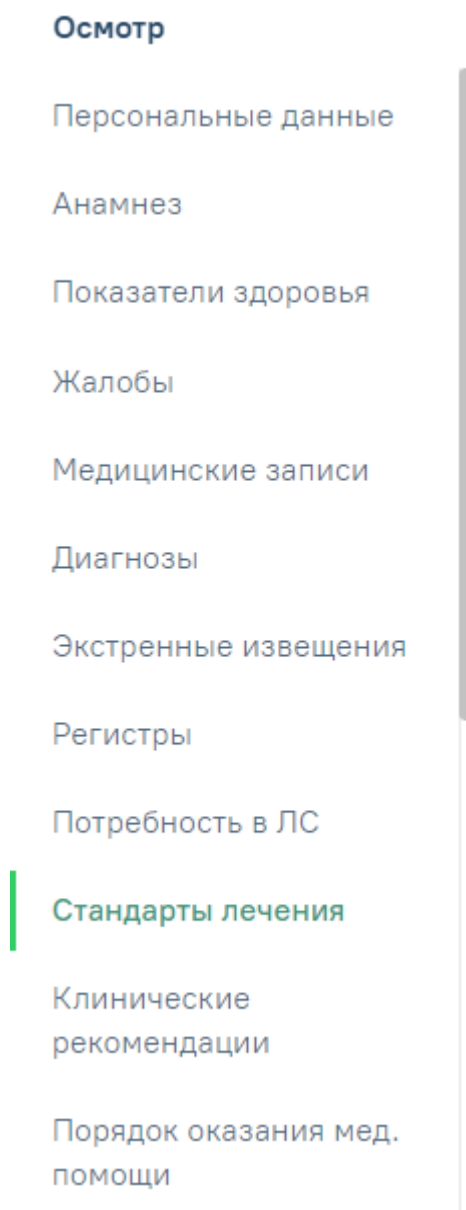 Осмотр
Персональные данные
Анамнез
Показатели здоровья
Жалобы
Медицинские записи
Диагнозы
Экстренные извещения
Регистры
Потребность в ЛС
Стандарты лечения
Клинические
рекомендации
Порядок оказания мед.
помощи